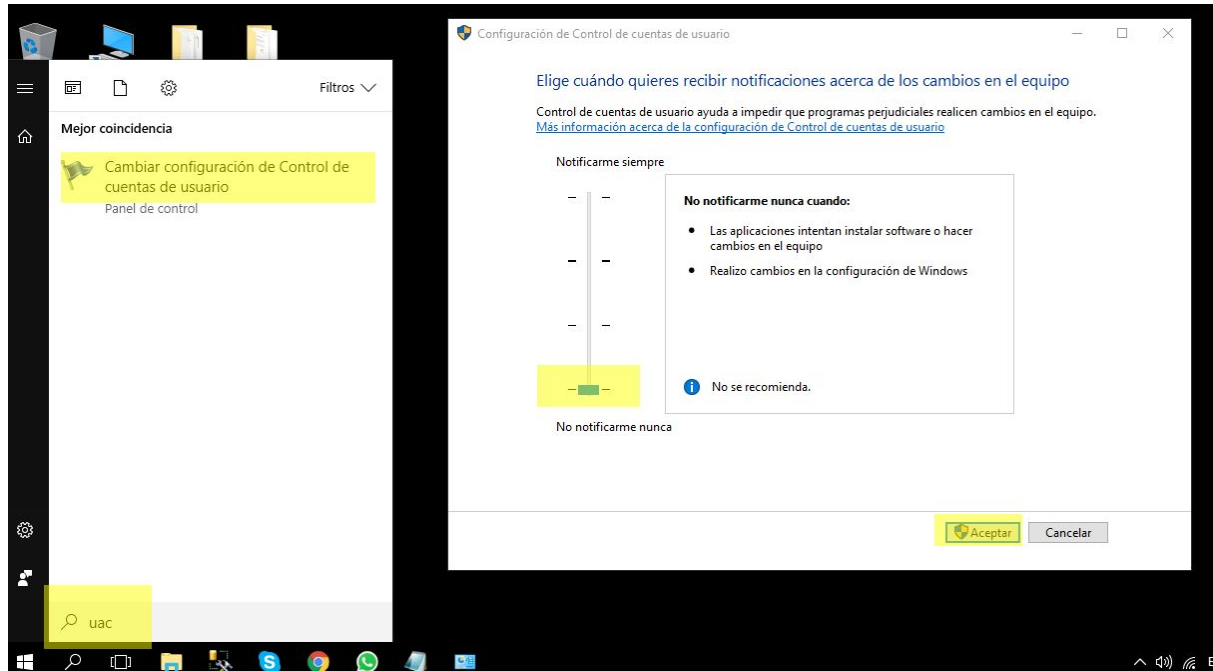 Filtros
Mejor coincidencia
Cambiar configuración de Control de
cuentas de usuario
Panel de control
uac
Configuración de Control de cuentas de usuario
Elige cuándo quieres recibir notificaciones acerca de los cambios en el equipo
Control de cuentas de usuario ayuda a impedir que programas perjudiciales realicen cambios en el equipo.
Más información acerca de la configuración de Control de cuentas de usuario
Notificarme siempre
No notificarme nunca cuando:
Las aplicaciones intentan instalar software o hacer
cambios en el equipo
Realizo cambios en la configuración de Windows
No se recomienda.
No notificarme nunca
Aceptar
Cancelar